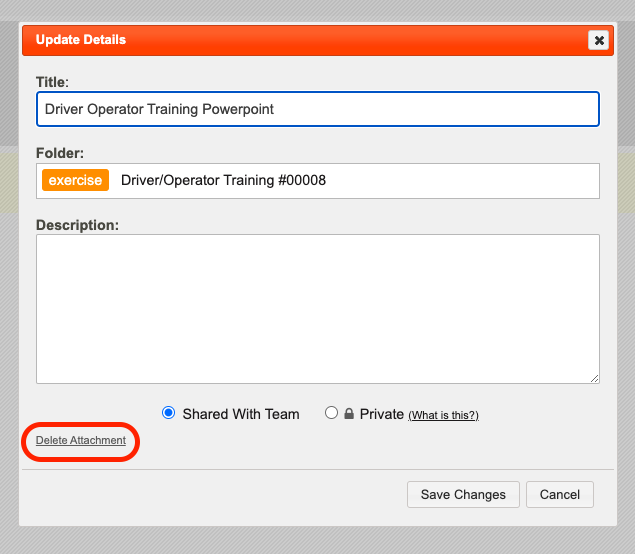 Update Details
Title:
Driver Operator Training Powerpoint
Folder:
exercise Driver/Operator Training #00008
Description:
Shared With Team Private (What is this?)
Delete Attachment
Save Changes Cancel